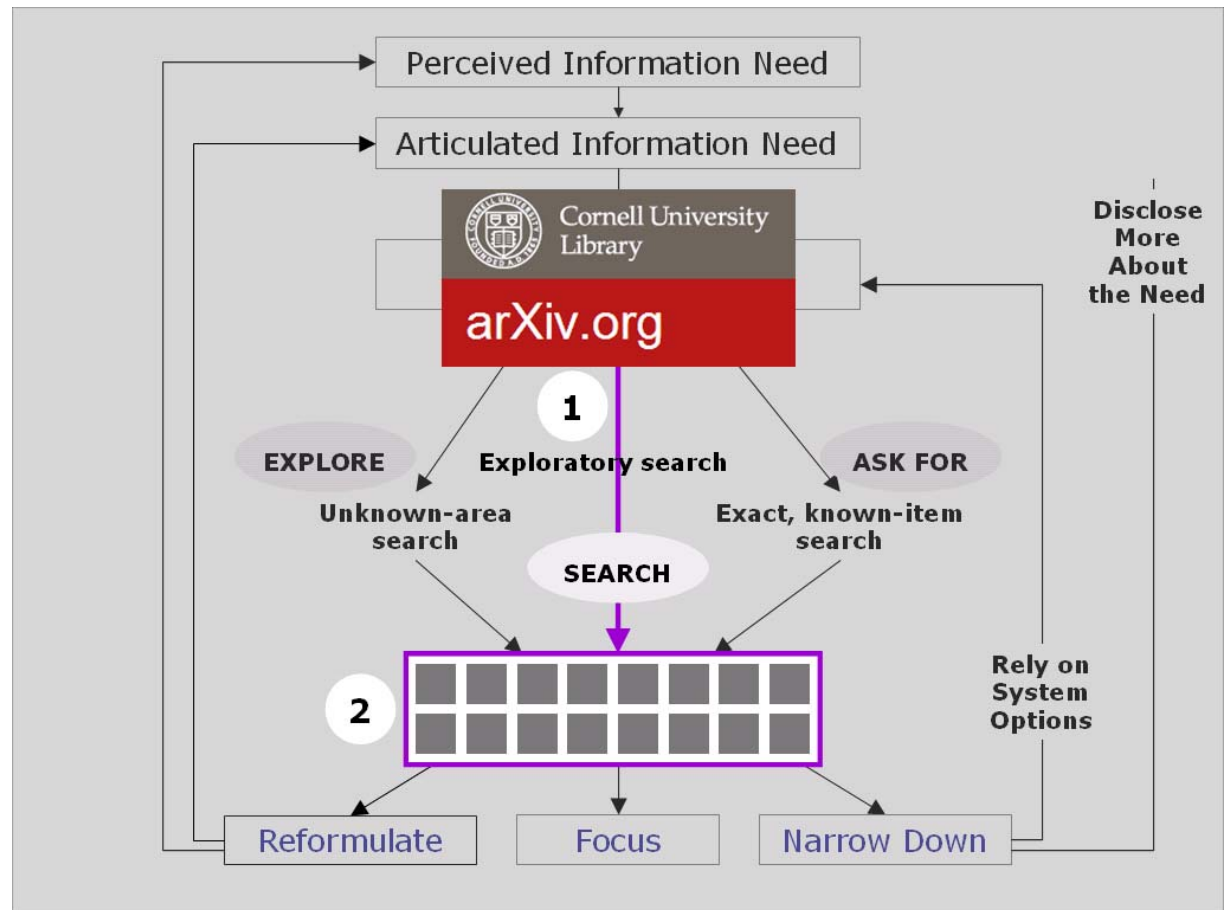 Perceived Information Need
Articulated Information Need
Cornell University
Library
arXiv.org
Disclose
More
About
the Need
1
EXPLORE
Exploratory search
ASK FOR
Unknown-area
search
Exact, known-item
search
SEARCH
2
Rely on
System
Options
Reformulate
Focus
Narrow Down